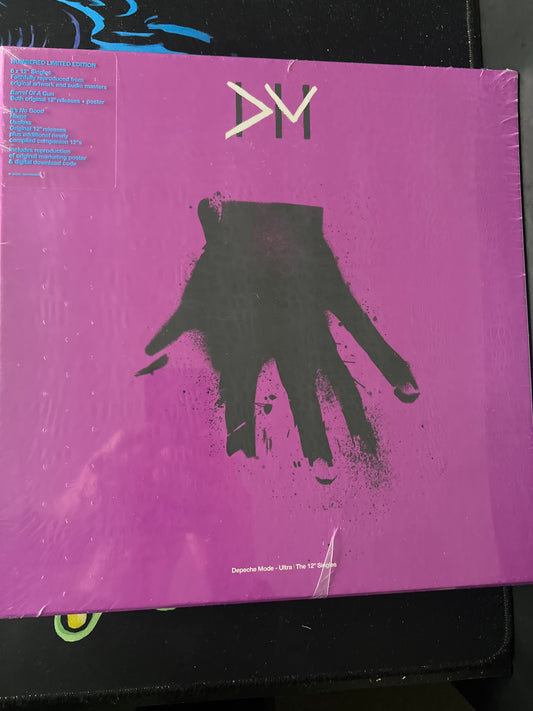 NUMBERED LIMITED EDITION
x 12" Singles
Faithfully reproduced from
original artwork and audio masters
Barrel Of A Gun
Both original 12" releases + poster
It's No Good
Home
Useless
Original 12" releases
plus additional newly
compiled companion 12"s
Includes reproduction
of original marketing poster
& digital download code
DM
Depeche Mode - Ultra | The 12" Singles